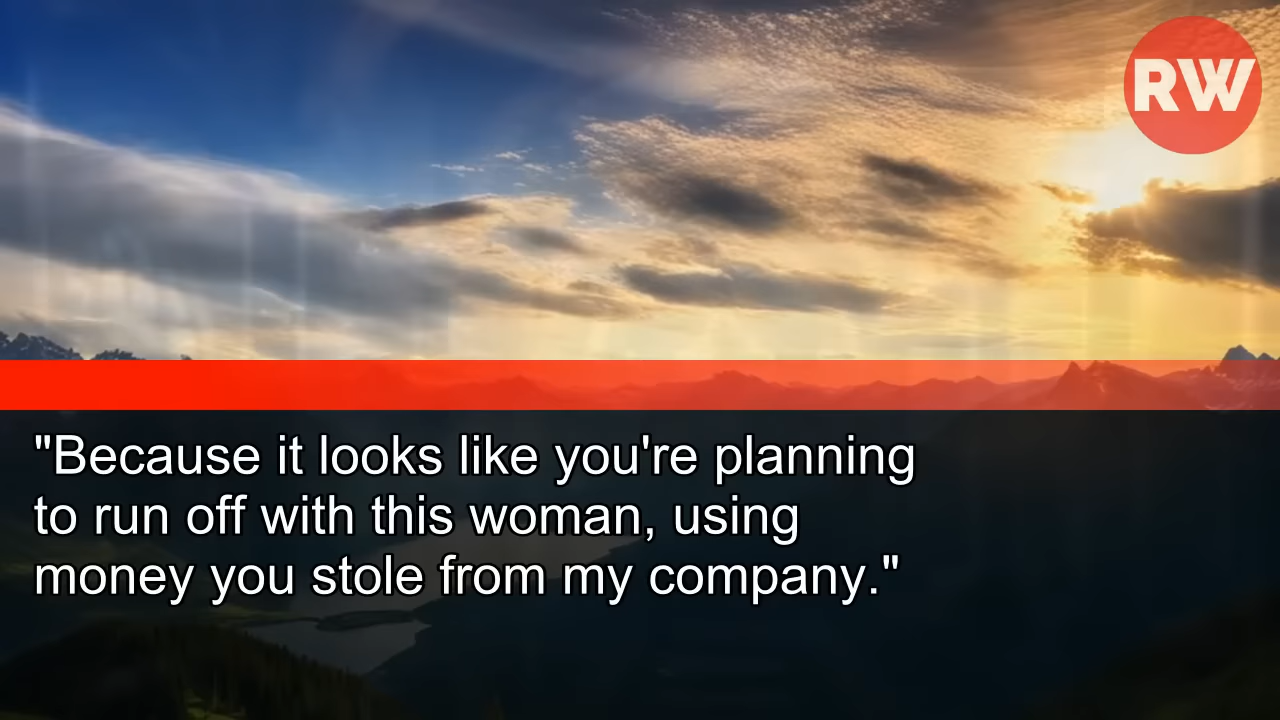 RW
"Because it looks like you're planning
to run off with this woman, using
money you stole from my company."